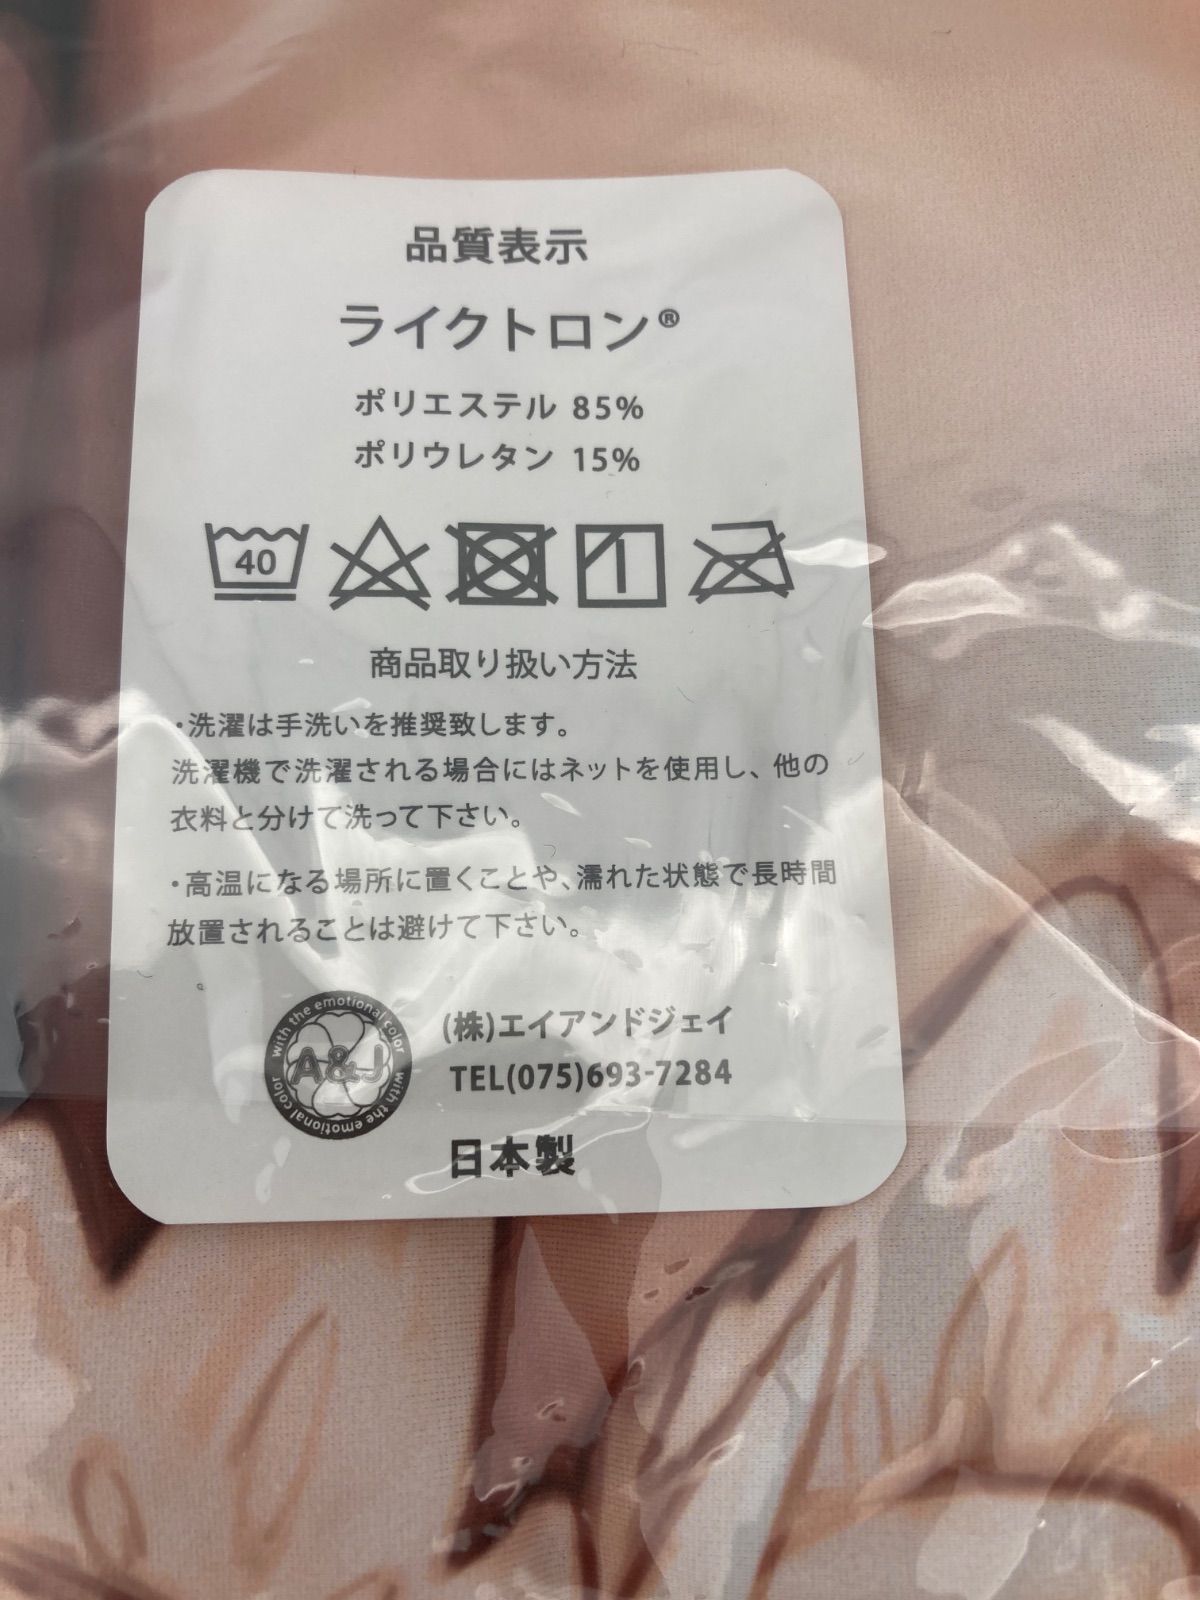 品質表示
ライクトロン®
ポリエステル 85%
ポリウレタン 15%
40
商品取り扱い方法
・洗濯は手洗いを推奨致します。
洗濯機で洗濯される場合にはネットを使用し、他の
衣料と分けて洗って下さい。
・高温になる場所に置くことや、濡れた状態で長時間
放置されることは避けて下さい。
with the emotional color
A&J
with the emotional color
(株)エイアンドジェイ
TEL(075)693-7284
日本製